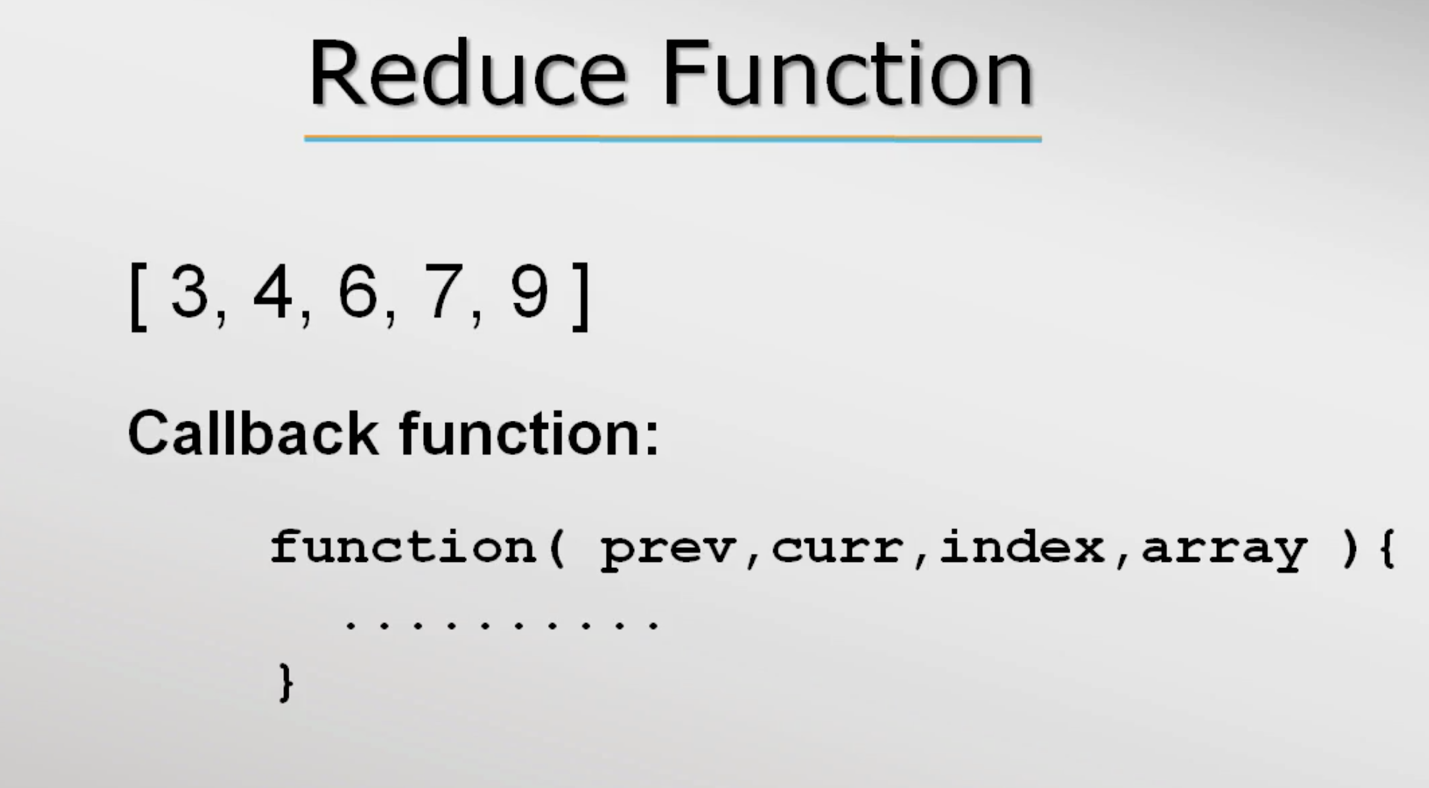 Reduce Function
[ 3, 4, 6, 7, 9 ]
Callback function:
function( prev,curr,index,array ){
..........
}